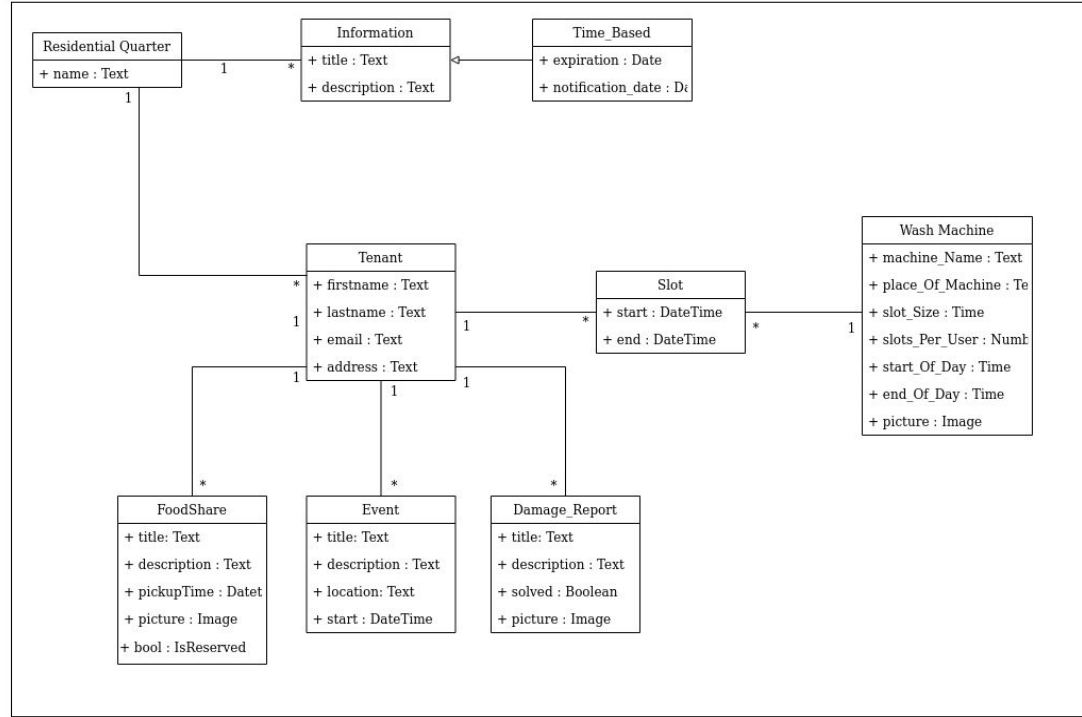 Residential Quarter
+ name : Text
1
*
1
Information
+ title : Text
+ description : Text
Time_Based
+ expiration : Date
+ notification_date : Da
Tenant
+ firstname : Text
+ lastname : Text
+ email : Text
+ address : Text
*
1
1
1
1
1
*
Slot
+ start : DateTime
+ end : DateTime
*
1
Wash Machine
+ machine_Name : Text
+ place_Of_Machine : Te
+ slot_Size : Time
+ slots_Per_User : Numb
+ start_Of_Day : Time
+ end_Of_Day : Time
+ picture : Image
*
*
*
FoodShare
+ title: Text
+ description : Text
+ pickupTime : Datet
+ picture : Image
+ bool : IsReserved
Event
+ title: Text
+ description : Text
+ location: Text
+ start : DateTime
Damage_Report
+ title: Text
+ description : Text
+ solved : Boolean
+ picture : Image